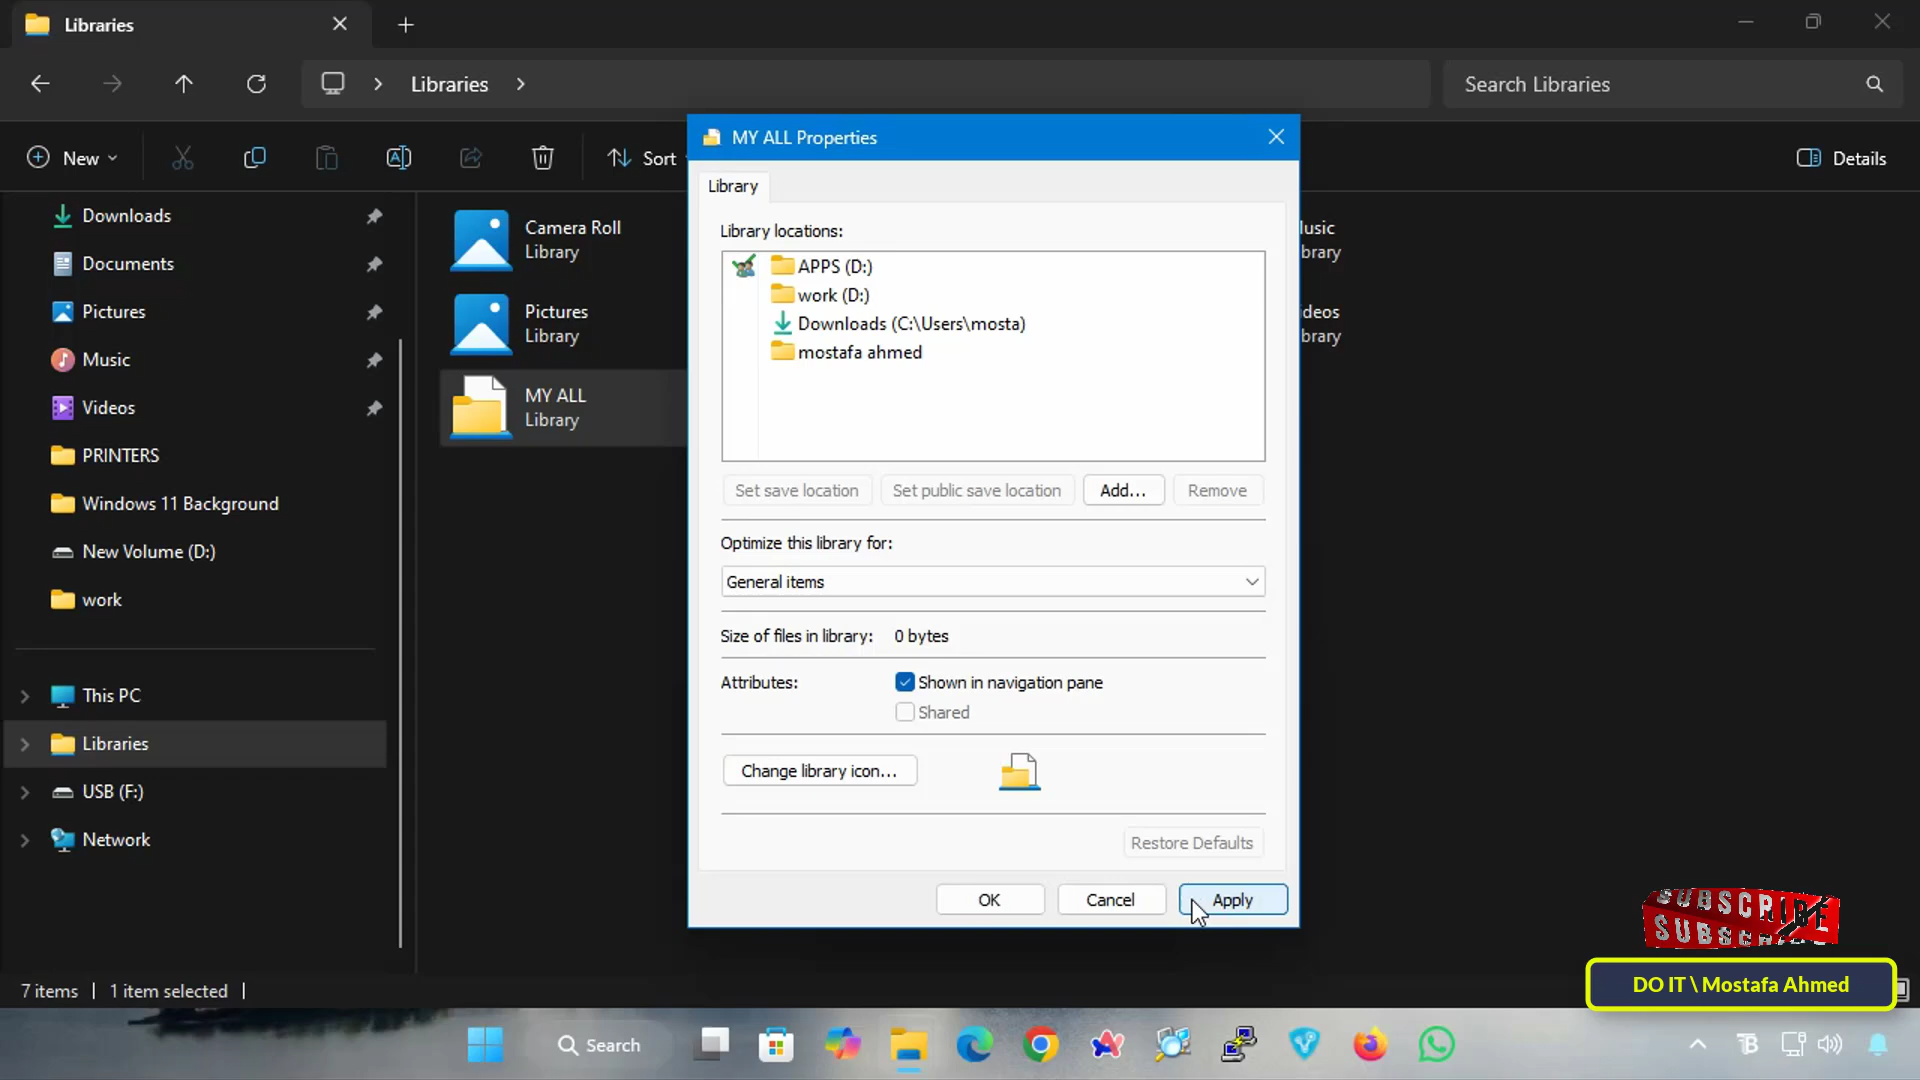 Libraries
Libraries
Search Libraries
New
Sort
Details
Downloads
Documents
Pictures
Music
Videos
PRINTERS
Windows 11 Background
New Volume (D:)
work
This PC
Libraries
USB (F:)
Network
Camera Roll
Library
Pictures
Library
MY ALL
Library
usic
brary
deos
brary
MY ALL Properties
Library
Library locations:
APPS (D:)
work (D:)
Downloads (C:\Users\mosta)
mostafa ahmed
Set save location
Set public save location
Add...
Remove
Optimize this library for:
General items
Size of files in library: 0 bytes
Attributes:
Shown in navigation pane
Shared
Change library icon...
Restore Defaults
OK
Cancel
Apply
7 items
1 item selected
SUBSCRIBE
DO IT \ Mostafa Ahmed
Search